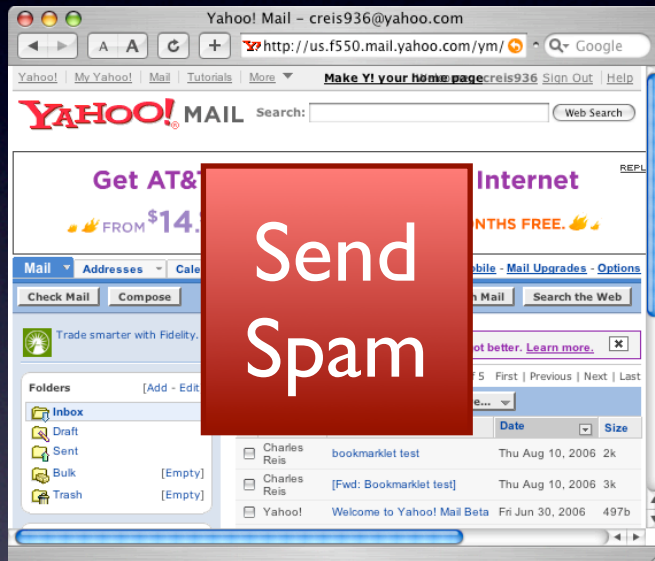 Yahoo! Mail – creis936@yahoo.com
A A C + Y? http://us.f550.mail.yahoo.com/ym/ Q- Google
Yahoo! My Yahoo! Mail Tutorials More Make Y! your home page creis936 Sign Out Help
YAHOO! MAIL Search: Web Search
Get AT&T Internet
FROM $14. MONTHS FREE.
Mail Addresses - Mail Upgrades - Options
Check Mail Compose Mail Search the Web
Trade smarter with Fidelity. better. Learn more.
Send
Spam
Folders [Add - Edit
5 First | Previous | Next | Last
Inbox Date Size
Draft Charles Reis bookmarklet test Thu Aug 10, 2006 2k
Sent
Bulk [Empty] Charles Reis [Fwd: Bookmarklet test] Thu Aug 10, 2006 3k
Trash [Empty] Yahoo! Welcome to Yahoo! Mail Beta Fri Jun 30, 2006 497b